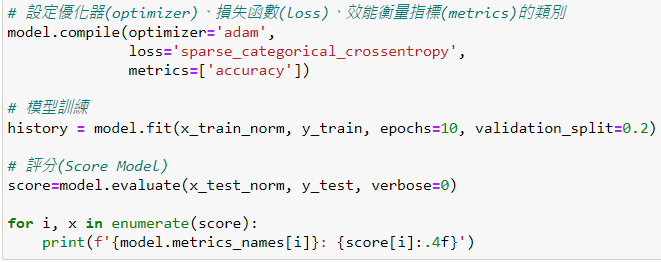 # 設定優化器(optimizer)、損失函數(loss)、效能衡量指標(metrics)的類別
model.compile(optimizer='adam',
              loss='sparse_categorical_crossentropy',
              metrics=['accuracy'])

# 模型訓練
history = model.fit(x_train_norm, y_train, epochs=10, validation_split=0.2)

# 評分(Score Model)
score=model.evaluate(x_test_norm, y_test, verbose=0)

for i, x in enumerate(score):
    print(f'{model.metrics_names[i]}: {score[i]:.4f}')